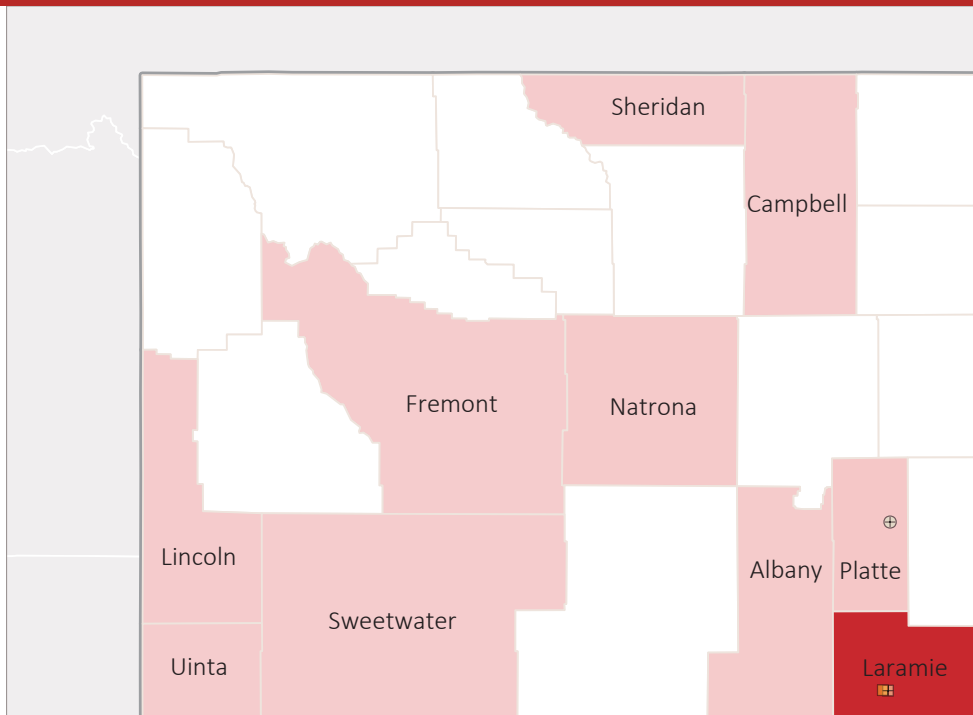 Sheridan
Campbell
Fremont
Natrona
Lincoln
Albany
Platte
Sweetwater
Uinta
Laramie